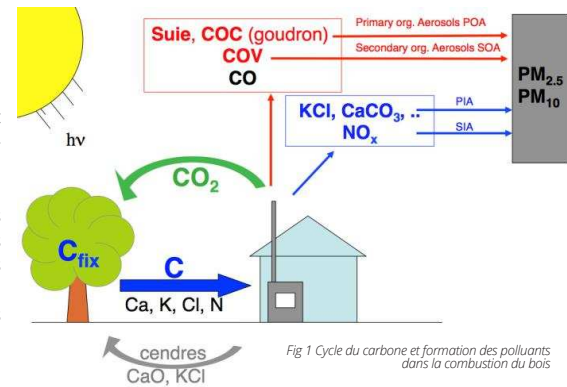 Suie, COC (goudron)
COV
CO
Primary org. Aerosols POA
Secondary org. Aerosols SOA
PM2.5
PM10
KCl, CaCO3, ..
NOx
PIA
SIA
hν
CO2
Cfix
C
Ca, K, Cl, N
cendres
CaO, KCl
Fig 1 Cycle du carbone et formation des polluants
dans la combustion du bois